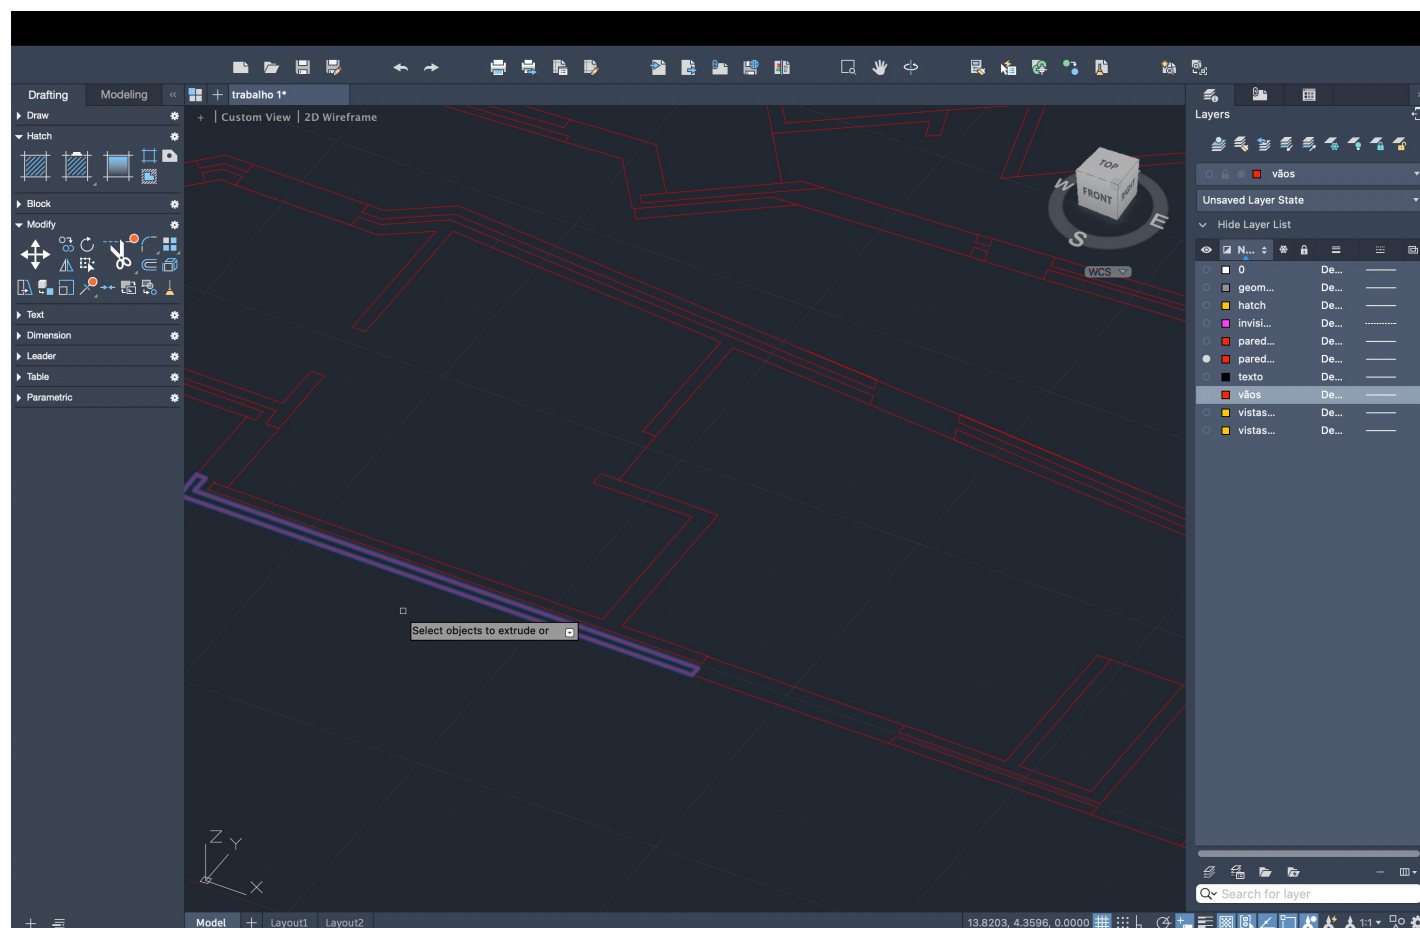 Drafting
Modeling
trabalho 1*
Draw
Hatch
Block
Modify
Text
Dimension
Leader
Table
Parametric
+ | Custom View | 2D Wireframe
TOP
FRONT
RIGHT
W
S
E
WCS
Select objects to extrude or
Z
Y
X
Layers
vãos
Unsaved Layer State
Hide Layer List
N...
0 De...
geom... De...
hatch De...
invisi... De...
pared... De...
pared... De...
texto De...
vãos De...
vistas... De...
vistas... De...
Search for layer
Model
Layout1
Layout2
13.8203, 4.3596, 0.0000
1:1